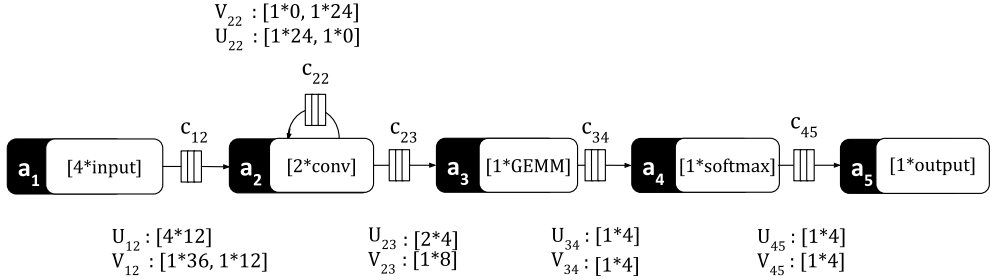 V22 : [1*0, 1*24]
U22 : [1*24, 1*0]
c22
c12
c23
c34
c45
a1 [4*input]
a2 [2*conv]
a3 [1*GEMM]
a4 [1*softmax]
a5 [1*output]
U12 : [4*12]
V12 : [1*36, 1*12]
U23 : [2*4]
V23 : [1*8]
U34 : [1*4]
V34 : [1*4]
U45 : [1*4]
V45 : [1*4]